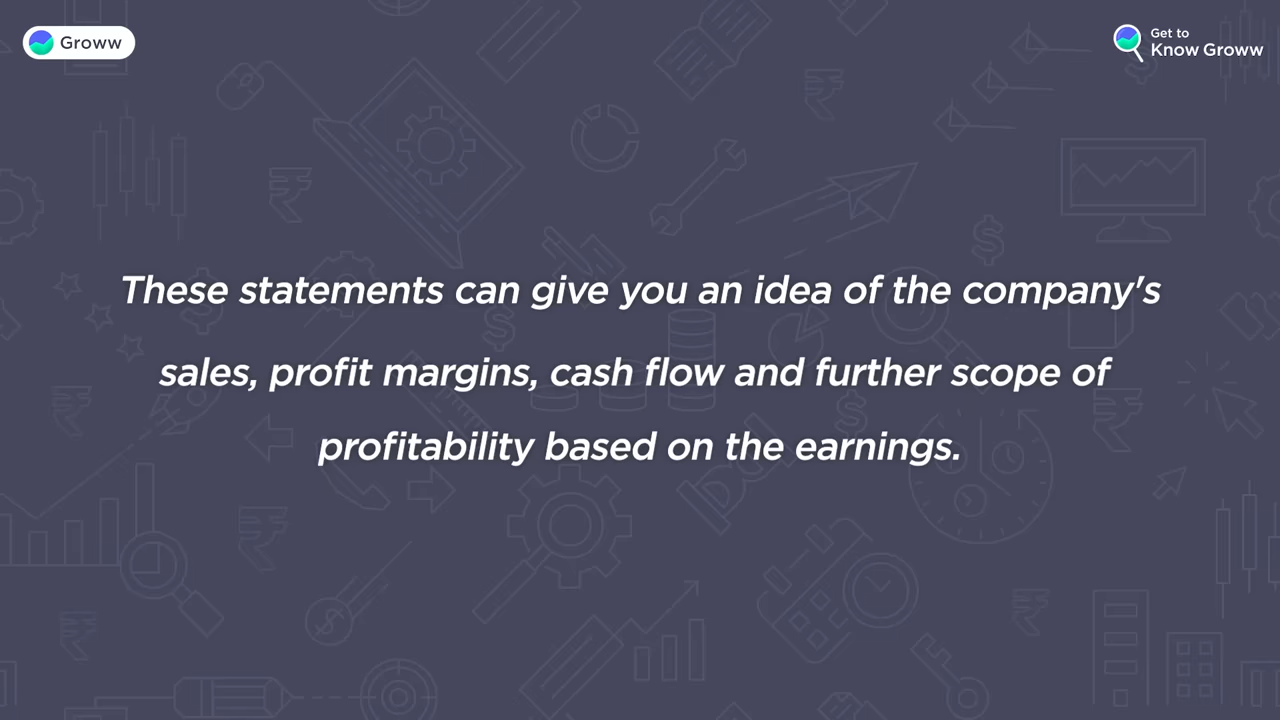 Groww
Get to
Know Groww
These statements can give you an idea of the company's
sales, profit margins, cash flow and further scope of
profitability based on the earnings.